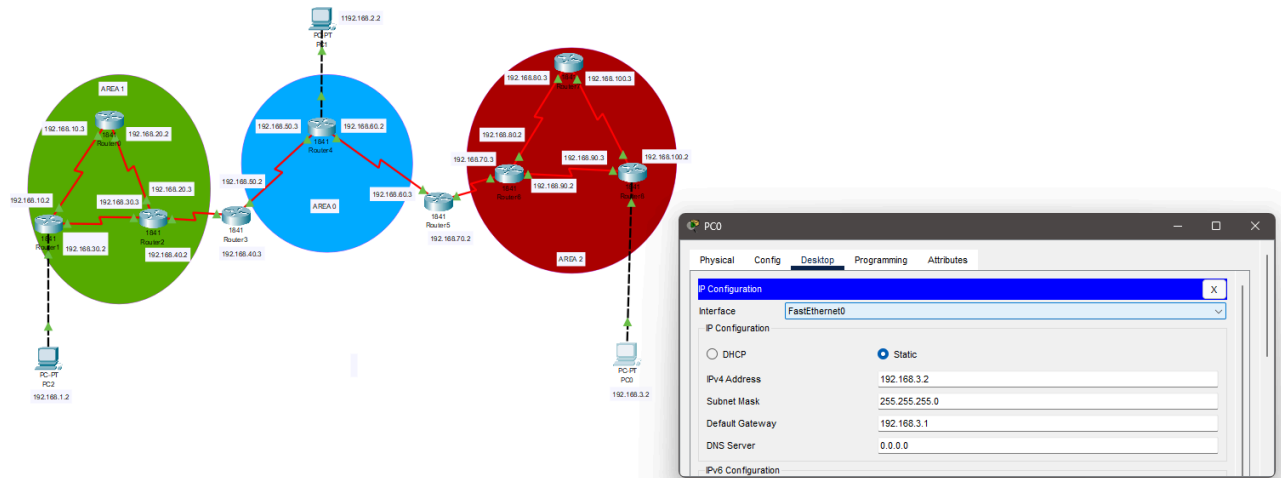 1192.168.2.2
PC-PT
PC1
AREA 1
192.168.10.3
192.168.20.2
1841
Router0
192.168.10.2
192.168.30.3
192.168.20.3
1841
Router1
192.168.30.2
1841
Router2
192.168.40.2
192.168.50.2
1841
Router3
192.168.40.3
192.168.50.3
192.168.60.2
1841
Router4
AREA 0
192.168.60.3
1841
Router5
192.168.70.2
192.168.80.3
192.168.100.3
192.168.80.2
192.168.70.3
192.168.90.3
192.168.100.2
1841
192.168.90.2
AREA 2
PC-PT
PC2
192.168.1.2
PC-PT
PC0
192.168.3.2
PC0
Physical Config Desktop Programming Attributes
IP Configuration
X
Interface FastEthernet0
IP Configuration
DHCP Static
IPv4 Address 192.168.3.2
Subnet Mask 255.255.255.0
Default Gateway 192.168.3.1
DNS Server 0.0.0.0
IPv6 Configuration